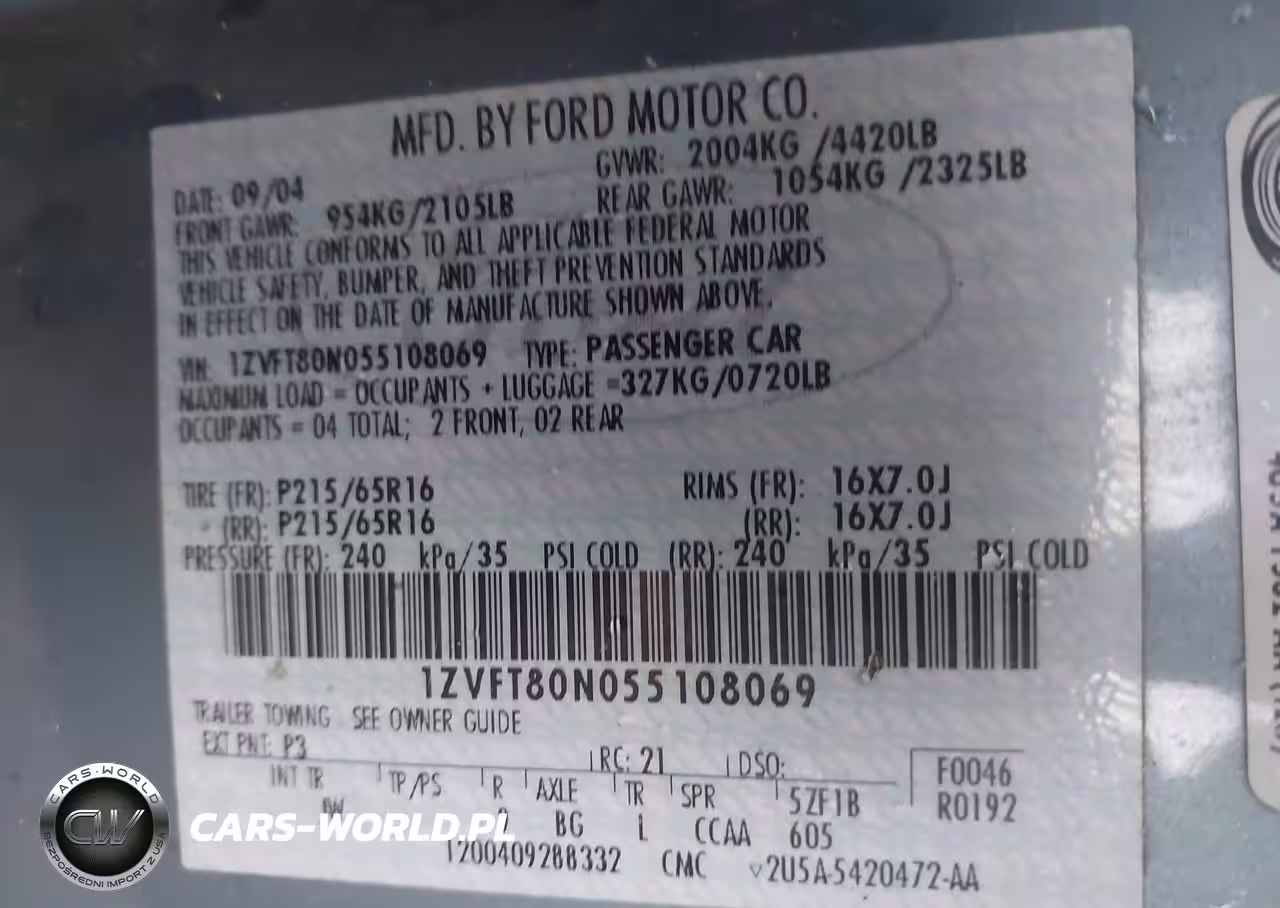 MFD. BY FORD MOTOR CO.
DATE: 09/04 GVWR: 2004KG /4420LB
FRONT GAWR: 954KG/2105LB REAR GAWR: 1054KG /2325LB
THIS VEHICLE CONFORMS TO ALL APPLICABLE FEDERAL MOTOR
VEHICLE SAFETY, BUMPER, AND THEFT PREVENTION STANDARDS
IN EFFECT ON THE DATE OF MANUFACTURE SHOWN ABOVE.
VIN: 1ZVFT80N055108069 TYPE: PASSENGER CAR
MAXIMUM LOAD = OCCUPANTS + LUGGAGE =327KG/0720LB
OCCUPANTS = 04 TOTAL; 2 FRONT, 02 REAR
TIRE (FR): P215/65R16 RIMS (FR): 16X7.0J
(RR): P215/65R16 (RR): 16X7.0J
PRESSURE (FR): 240 kPa/35 PSI COLD (RR): 240 kPa/35 PSI COLD
1ZVFT80N055108069
TRAILER TOWING SEE OWNER GUIDE
EXT PNT: P3 RC: 21 DSO: F0046
INT TR TP/PS R AXLE TR SPR 5ZF1B R0192
BG L CCAA 605
1200409288332 CMC v2U5A-5420472-AA
CARS-WORLD
CW
BEZPOŚREDNI IMPORT Z USA
CARS-WORLD.PL